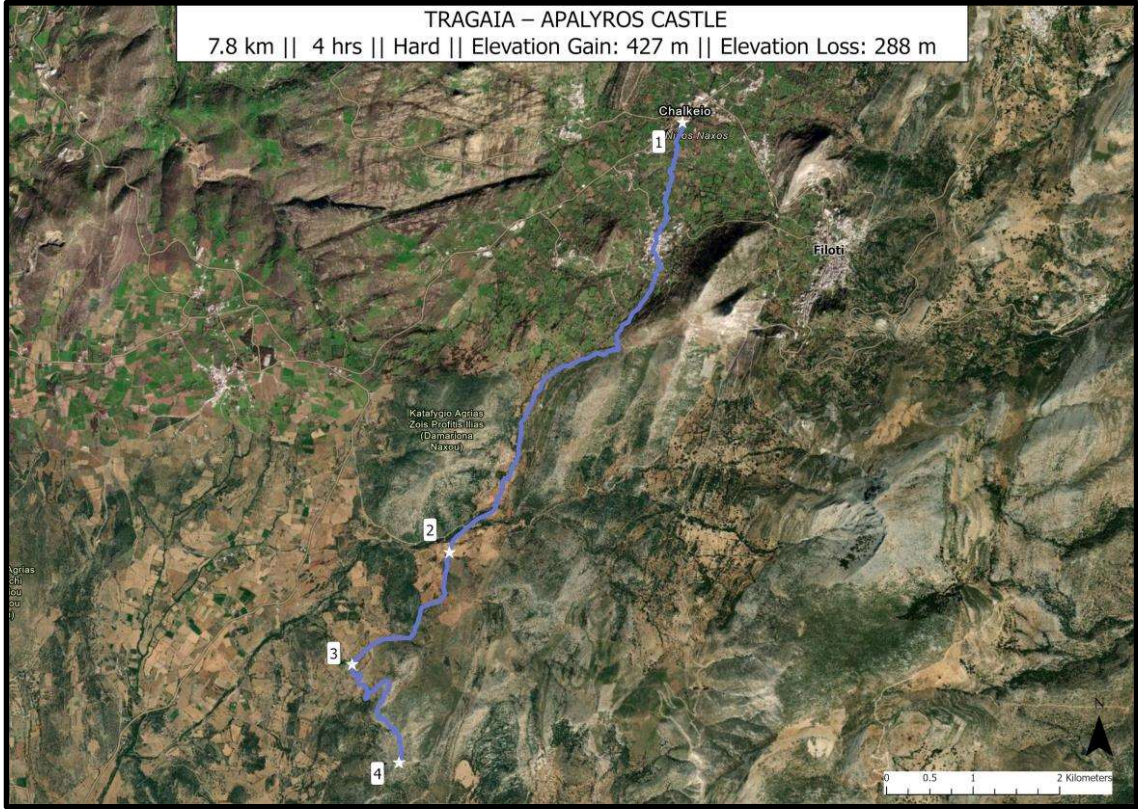 TRAGAIA – APALYROS CASTLE
7.8 km || 4 hrs || Hard || Elevation Gain: 427 m || Elevation Loss: 288 m
Chalkeio
1
Naxos
Filoti
Katafygio Agrias
Zois Profitis Ilias
(Damariona
Naxou)
2
Agrias
3
4
N
0 0.5 1 2 Kilometers